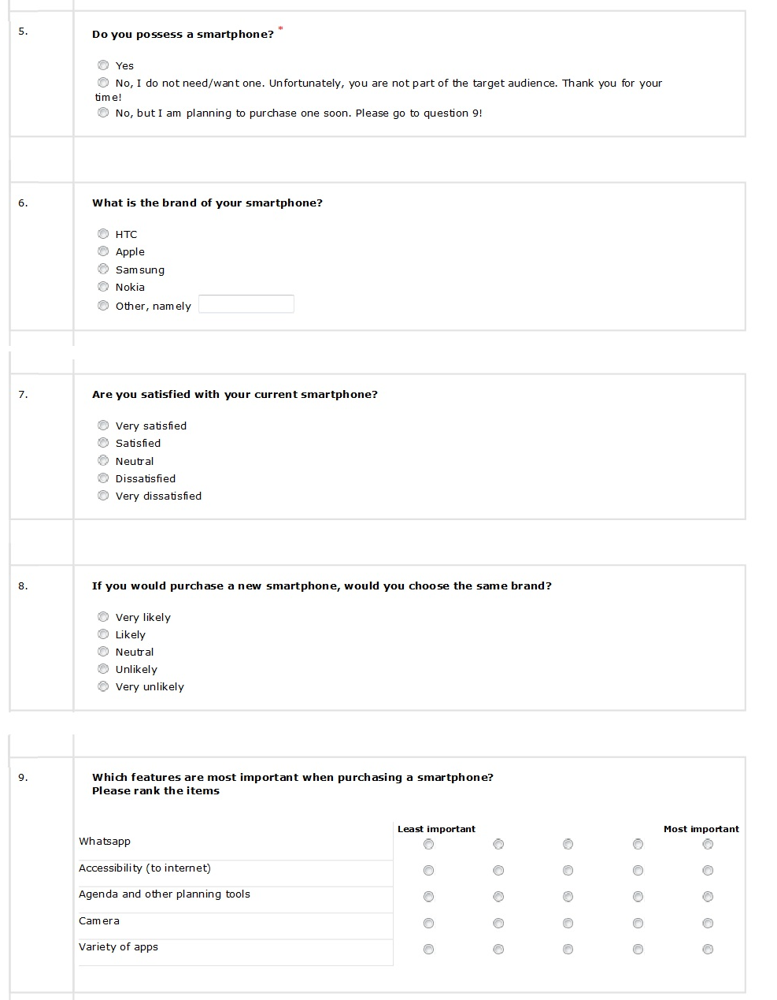 5.
Do you possess a smartphone? *
Yes
No, I do not need/want one. Unfortunately, you are not part of the target audience. Thank you for your
time!
No, but I am planning to purchase one soon. Please go to question 9!
6.
What is the brand of your smartphone?
HTC
Apple
Samsung
Nokia
Other, namely
7.
Are you satisfied with your current smartphone?
Very satisfied
Satisfied
Neutral
Dissatisfied
Very dissatisfied
8.
If you would purchase a new smartphone, would you choose the same brand?
Very likely
Likely
Neutral
Unlikely
Very unlikely
9.
Which features are most important when purchasing a smartphone?
Please rank the items
Least important Most important
Whatsapp
Accessibility (to internet)
Agenda and other planning tools
Camera
Variety of apps